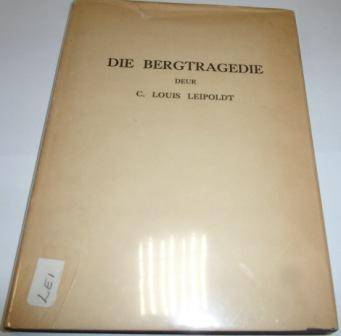 DIE BERGTRAGEDIE
DEUR
C. LOUIS LEIPOLDT
LEI